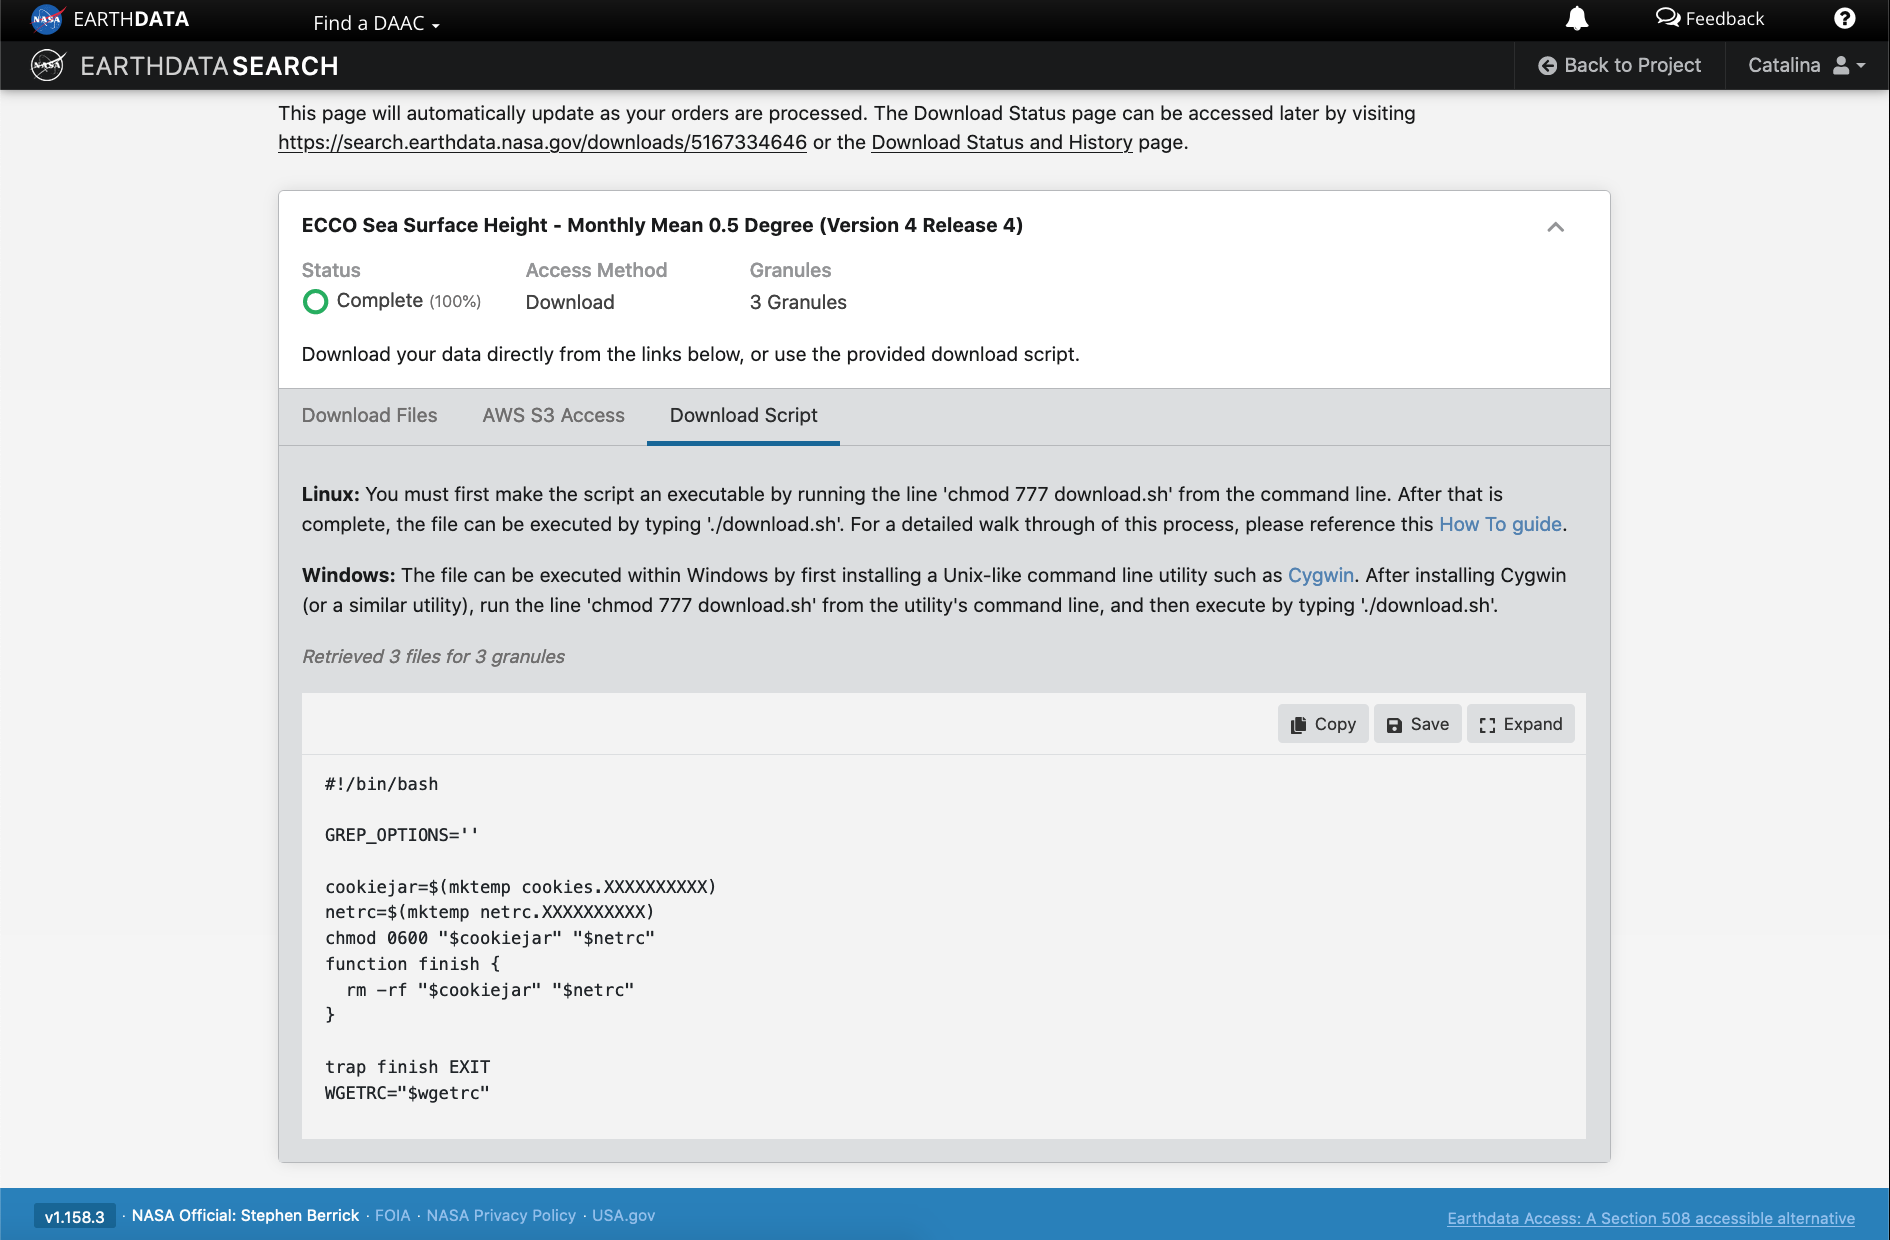 NASA EARTHDATA Find a DAAC Feedback ?
NASA EARTHDATA SEARCH Back to Project Catalina
This page will automatically update as your orders are processed. The Download Status page can be accessed later by visiting
https://search.earthdata.nasa.gov/downloads/5167334646 or the Download Status and History page.
ECCO Sea Surface Height - Monthly Mean 0.5 Degree (Version 4 Release 4)
Status Access Method Granules
Complete (100%) Download 3 Granules
Download your data directly from the links below, or use the provided download script.
Download Files AWS S3 Access Download Script
Linux: You must first make the script an executable by running the line 'chmod 777 download.sh' from the command line. After that is
complete, the file can be executed by typing './download.sh'. For a detailed walk through of this process, please reference this How To guide.
Windows: The file can be executed within Windows by first installing a Unix-like command line utility such as Cygwin. After installing Cygwin
(or a similar utility), run the line 'chmod 777 download.sh' from the utility's command line, and then execute by typing './download.sh'.
Retrieved 3 files for 3 granules
Copy Save Expand
#!/bin/bash
GREP_OPTIONS=''
cookiejar=$(mktemp cookies.XXXXXXXXXX)
netrc=$(mktemp netrc.XXXXXXXXXX)
chmod 0600 "$cookiejar" "$netrc"
function finish {
  rm -rf "$cookiejar" "$netrc"
}
trap finish EXIT
WGETRC="$wgetrc"
v1.158.3 · NASA Official: Stephen Berrick · FOIA · NASA Privacy Policy · USA.gov
Earthdata Access: A Section 508 accessible alternative